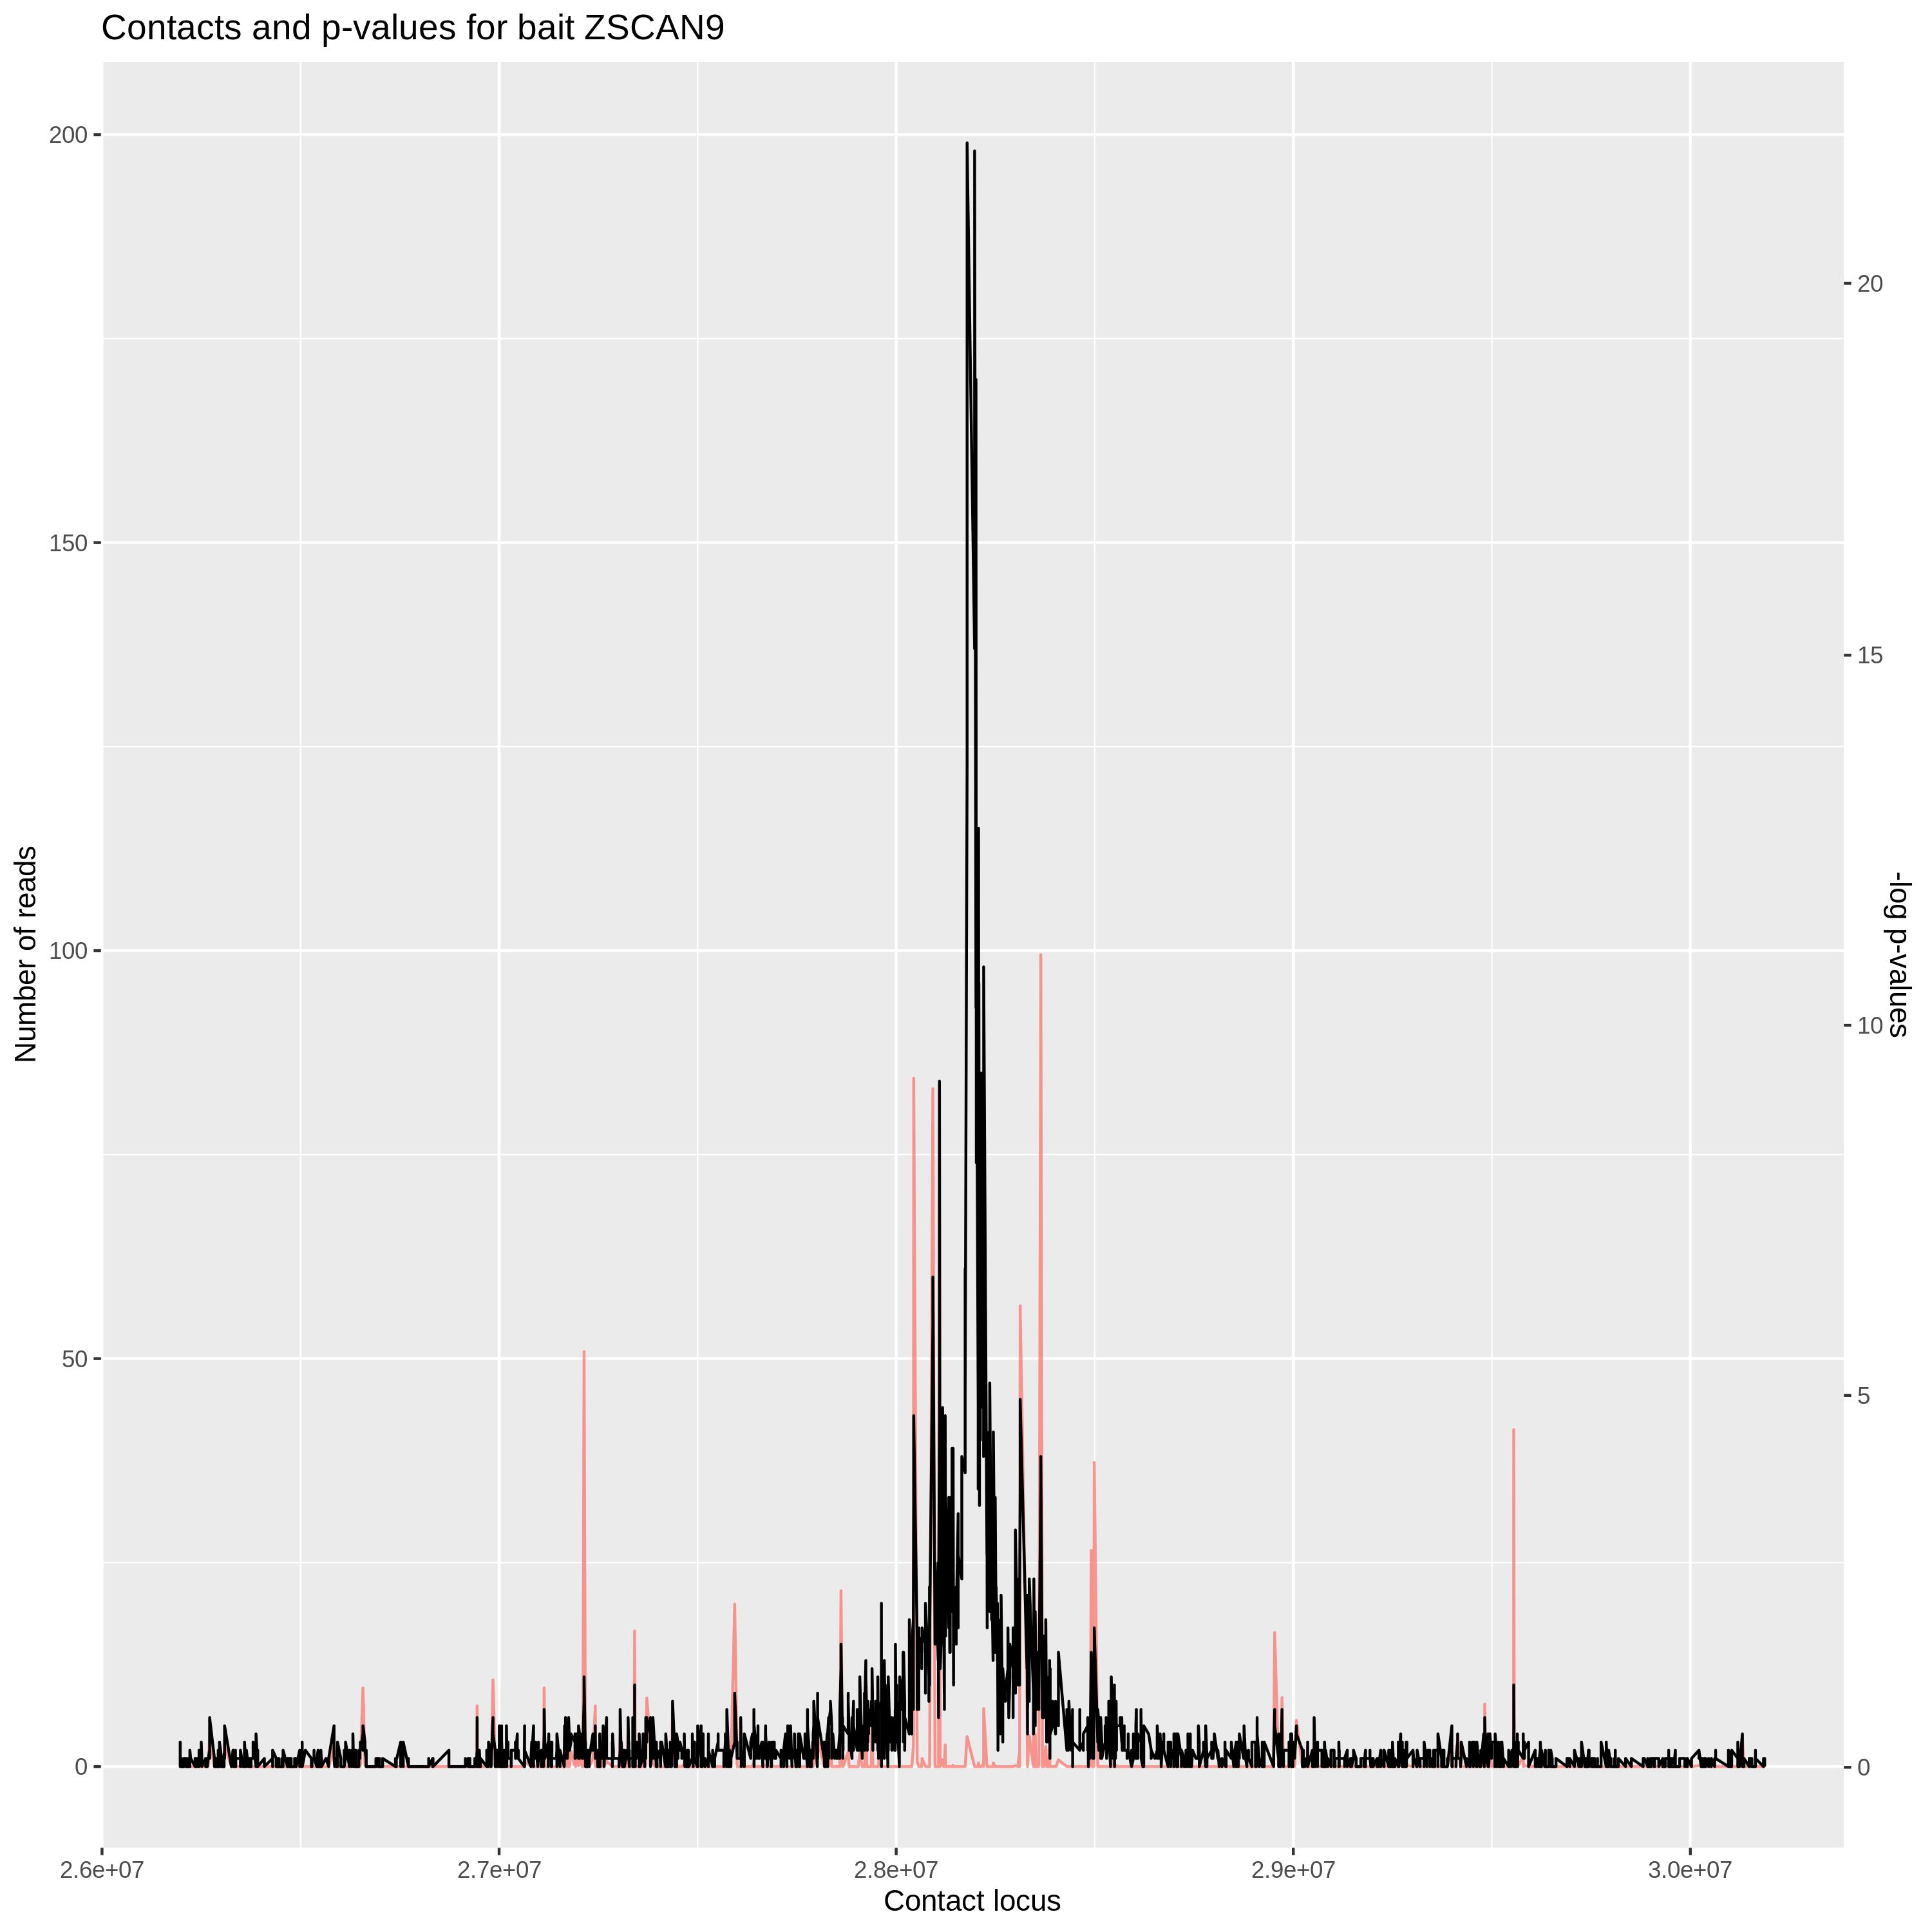 Contacts and p-values for bait ZSCAN9
200
150
100
50
0
Number of reads
20
15
10
5
0
-log p-values
2.6e+07
2.7e+07
2.8e+07
2.9e+07
3.0e+07
Contact locus